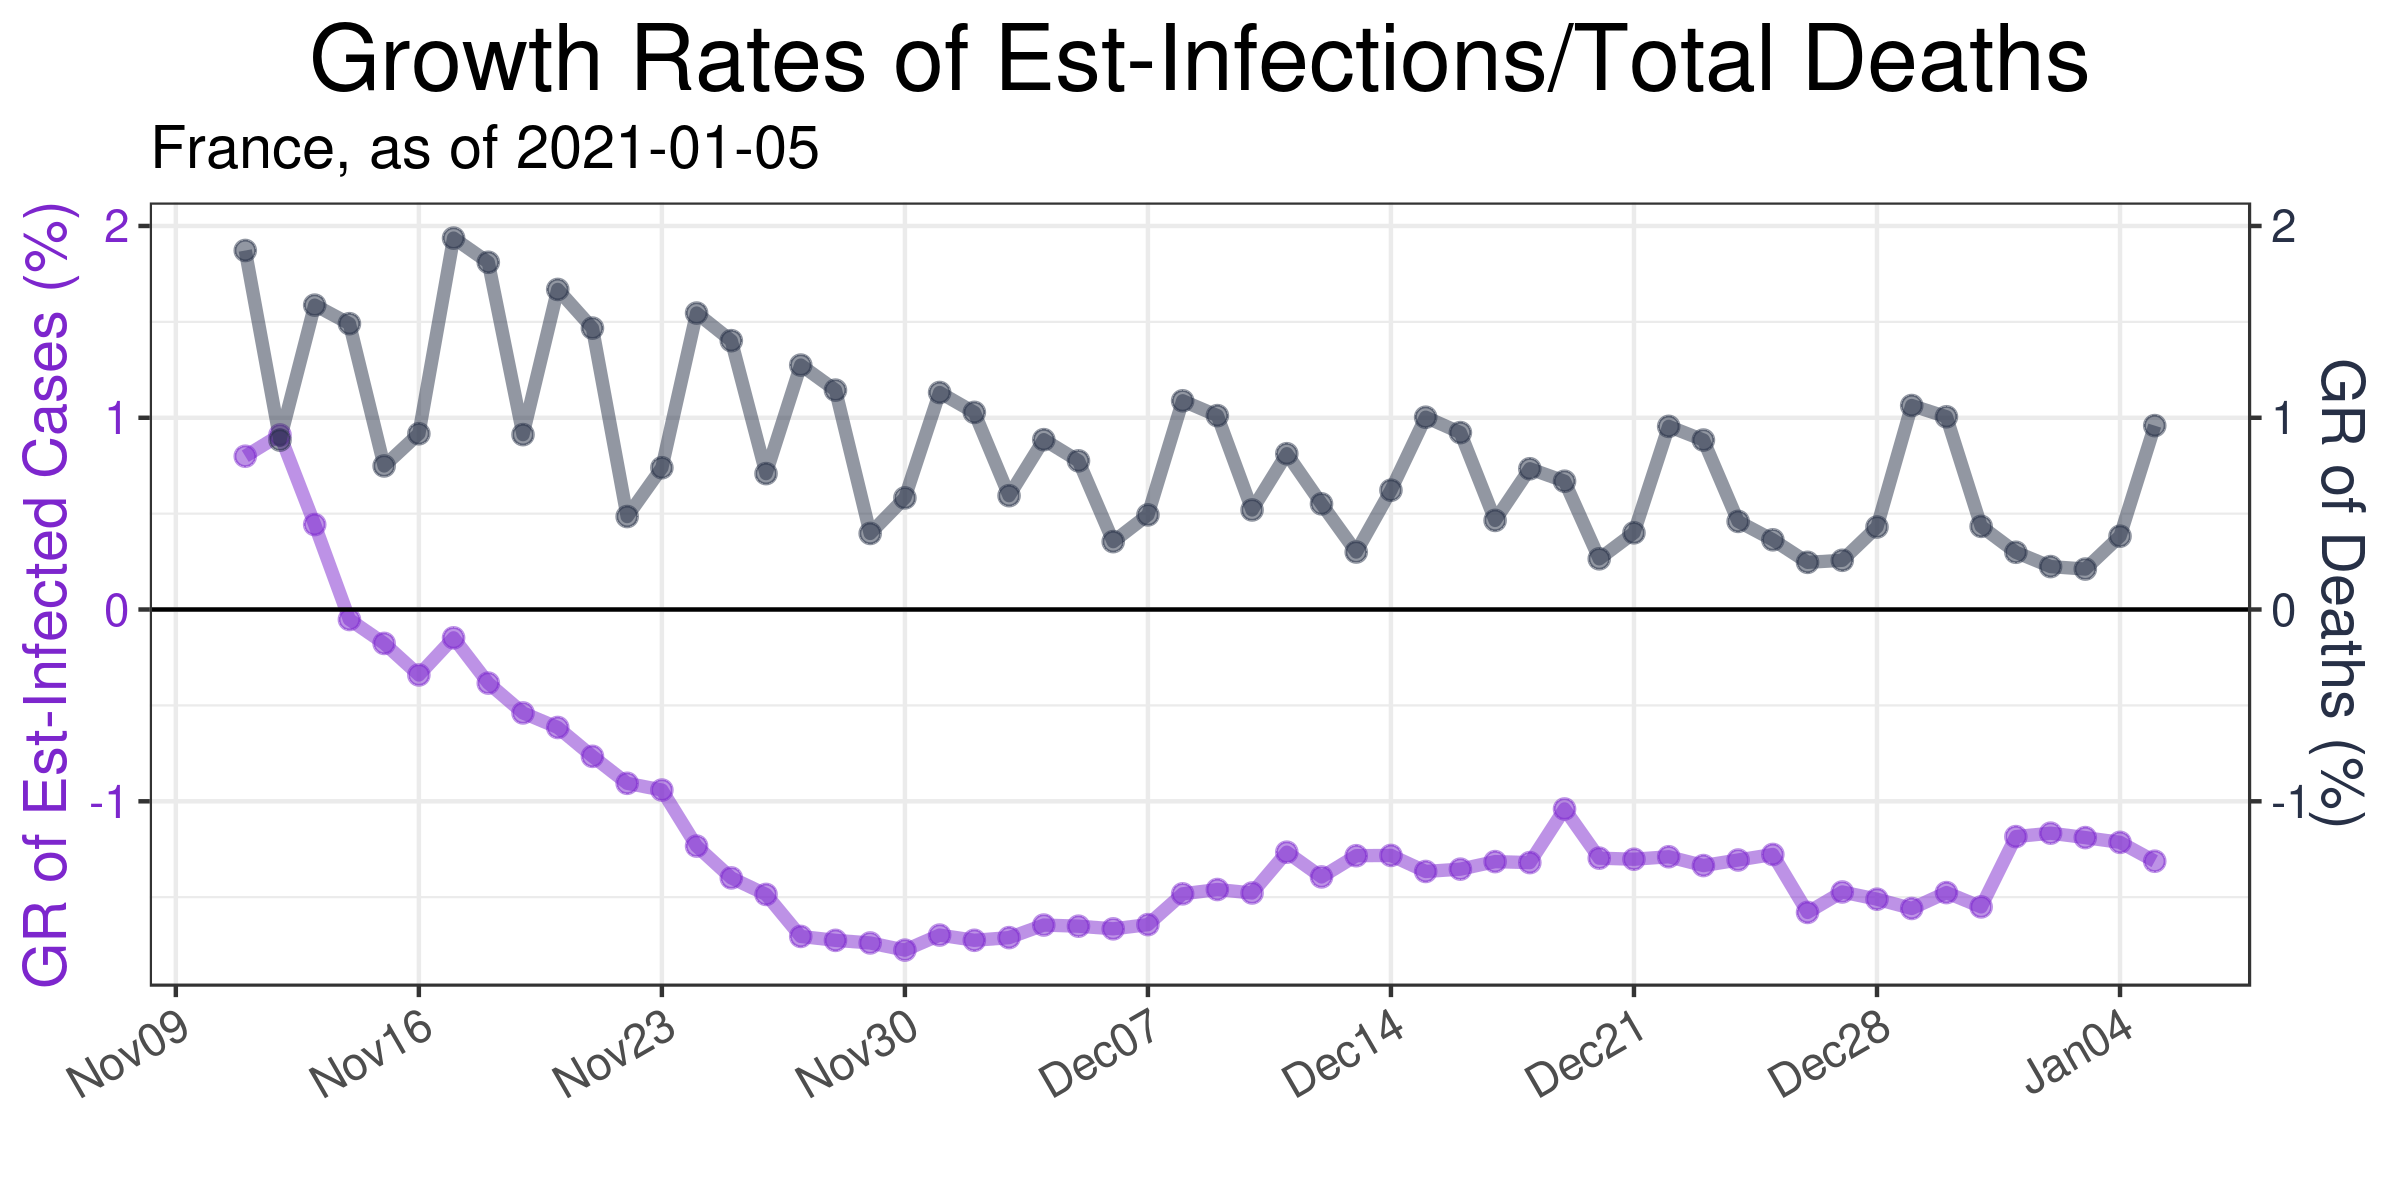 Growth Rates of Est-Infections/Total Deaths
France, as of 2021-01-05
GR of Est-Infected Cases (%)
2
1
0
-1
2
1
0
-1
GR of Deaths (%)
Nov09
Nov16
Nov23
Nov30
Dec07
Dec14
Dec21
Dec28
Jan04